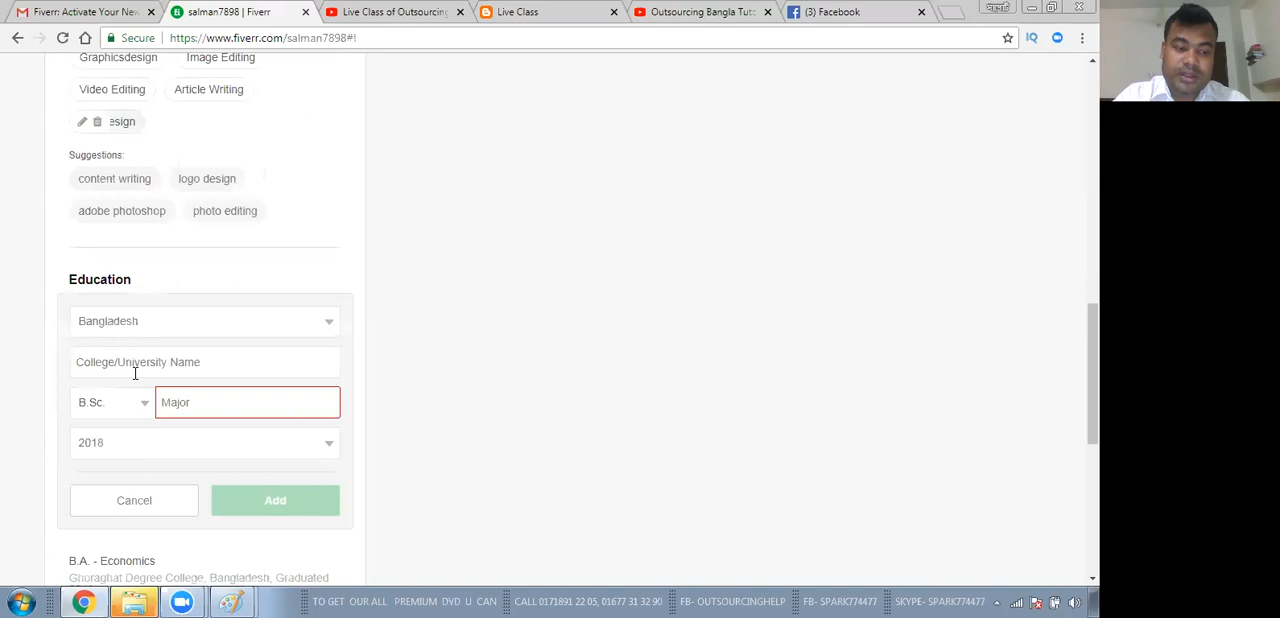 Fiverr: Activate Your New
salman7898 | Fiverr
Live Class of Outsourcing
Live Class
Outsourcing Bangla Tuto
(3) Facebook
Secure
https://www.fiverr.com/salman7898#!
IQ
Graphicsdesign
Image Editing
Video Editing
Article Writing
esign
Suggestions:
content writing
logo design
adobe photoshop
photo editing
Education
Bangladesh
College/University Name
B.Sc.
Major
2018
Cancel
Add
B.A. - Economics
Ghoraghat Degree College, Bangladesh, Graduated
TO GET OUR ALL PREMIUM DVD U CAN
CALL 0171891 22 05, 01677 31 32 90
FB- OUTSOURCINGHELP
FB- SPARK774477
SKYPE- SPARK774477